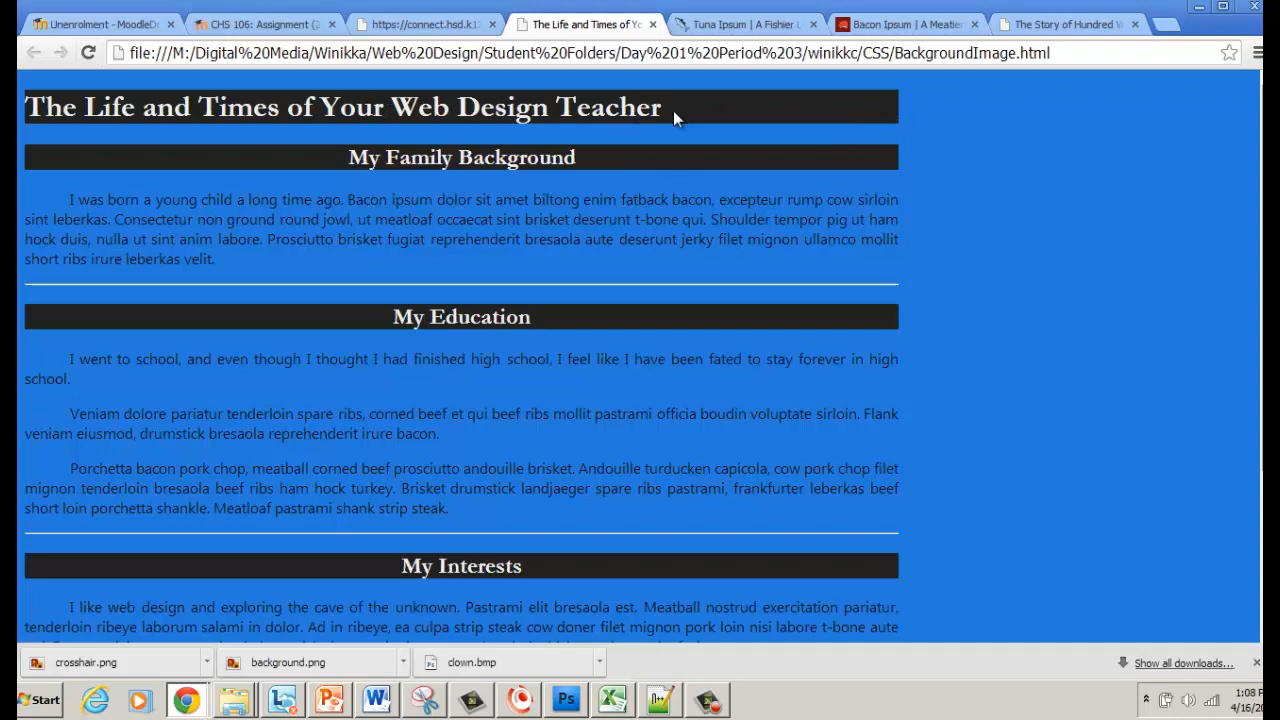 Unenrolment - MoodleDo
CHS 106: Assignment (2
https://connect.hsd.k12
The Life and Times of Yo
Tuna Ipsum | A Fishier L
Bacon Ipsum | A Meatier
The Story of Hundred W
file:///M:/Digital%20Media/Winikka/Web%20Design/Student%20Folders/Day%201%20Period%203/winikkc/CSS/BackgroundImage.html
The Life and Times of Your Web Design Teacher
My Family Background
I was born a young child a long time ago. Bacon ipsum dolor sit amet biltong enim fatback bacon, excepteur rump cow sirloin
sint leberkas. Consectetur non ground round jowl, ut meatloaf occaecat sint brisket deserunt t-bone qui. Shoulder tempor pig ut ham
hock duis, nulla ut sint anim labore. Prosciutto brisket fugiat reprehenderit bresaola aute deserunt jerky filet mignon ullamco mollit
short ribs irure leberkas velit.
My Education
I went to school, and even though I thought I had finished high school, I feel like I have been fated to stay forever in high
school.
Veniam dolore pariatur tenderloin spare ribs, corned beef et qui beef ribs mollit pastrami officia boudin voluptate sirloin. Flank
veniam eiusmod, drumstick bresaola reprehenderit irure bacon.
Porchetta bacon pork chop, meatball corned beef prosciutto andouille brisket. Andouille turducken capicola, cow pork chop filet
mignon tenderloin bresaola beef ribs ham hock turkey. Brisket drumstick landjaeger spare ribs pastrami, frankfurter leberkas beef
short loin porchetta shankle. Meatloaf pastrami shank strip steak.
My Interests
I like web design and exploring the cave of the unknown. Pastrami elit bresaola est. Meatball nostrud exercitation pariatur,
tenderloin ribeye laborum salami in dolor. Ad in ribeye, ea culpa strip steak cow doner filet mignon pork loin nisi labore t-bone aute
crosshair.png
background.png
clown.bmp
Show all downloads...
Start
1:08 P
4/16/20